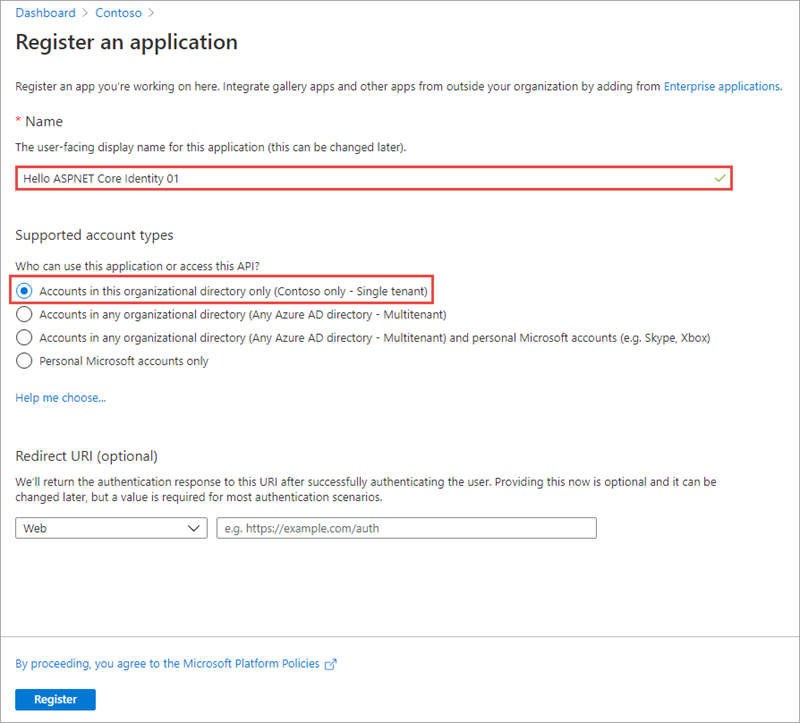 Dashboard > Contoso >
Register an application
Register an app you're working on here. Integrate gallery apps and other apps from outside your organization by adding from Enterprise applications.
* Name
The user-facing display name for this application (this can be changed later).
Hello ASPNET Core Identity 01
Supported account types
Who can use this application or access this API?
Accounts in this organizational directory only (Contoso only - Single tenant)
Accounts in any organizational directory (Any Azure AD directory - Multitenant)
Accounts in any organizational directory (Any Azure AD directory - Multitenant) and personal Microsoft accounts (e.g. Skype, Xbox)
Personal Microsoft accounts only
Help me choose...
Redirect URI (optional)
We'll return the authentication response to this URI after successfully authenticating the user. Providing this now is optional and it can be
changed later, but a value is required for most authentication scenarios.
Web e.g. https://example.com/auth
By proceeding, you agree to the Microsoft Platform Policies
Register